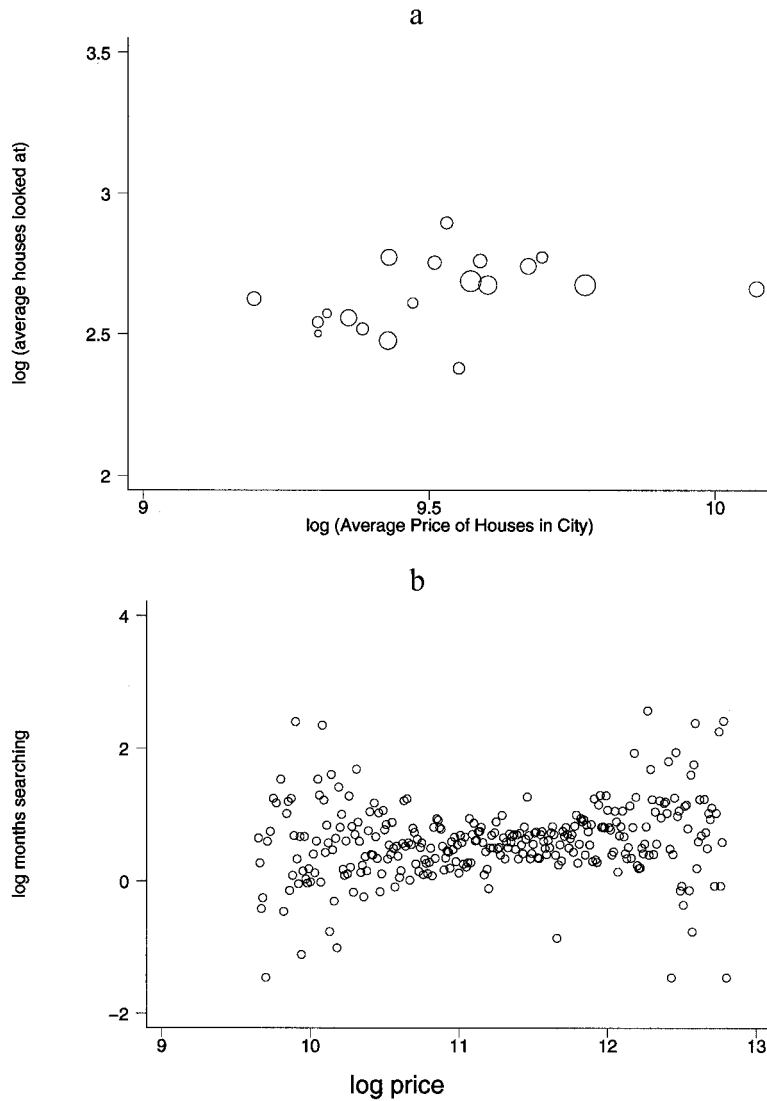 a
3.5
3
2.5
2
log (average houses looked at)
9
9.5
10
log (Average Price of Houses in City)
b
4
2
0
−2
log months searching
9
10
11
12
13
log price